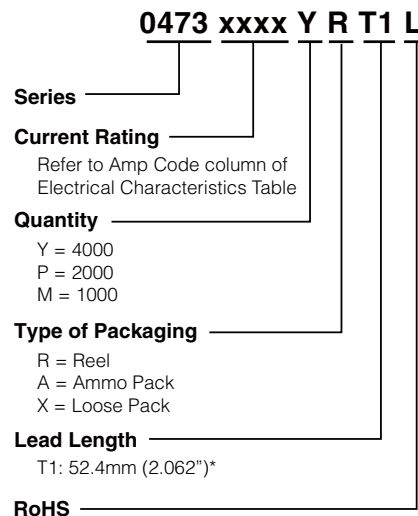 0473 xxxx Y R T1 L
Series
Current Rating
Refer to Amp Code column of
Electrical Characteristics Table
Quantity
Y = 4000
P = 2000
M = 1000
Type of Packaging
R = Reel
A = Ammo Pack
X = Loose Pack
Lead Length
T1: 52.4mm (2.062”)*
RoHS